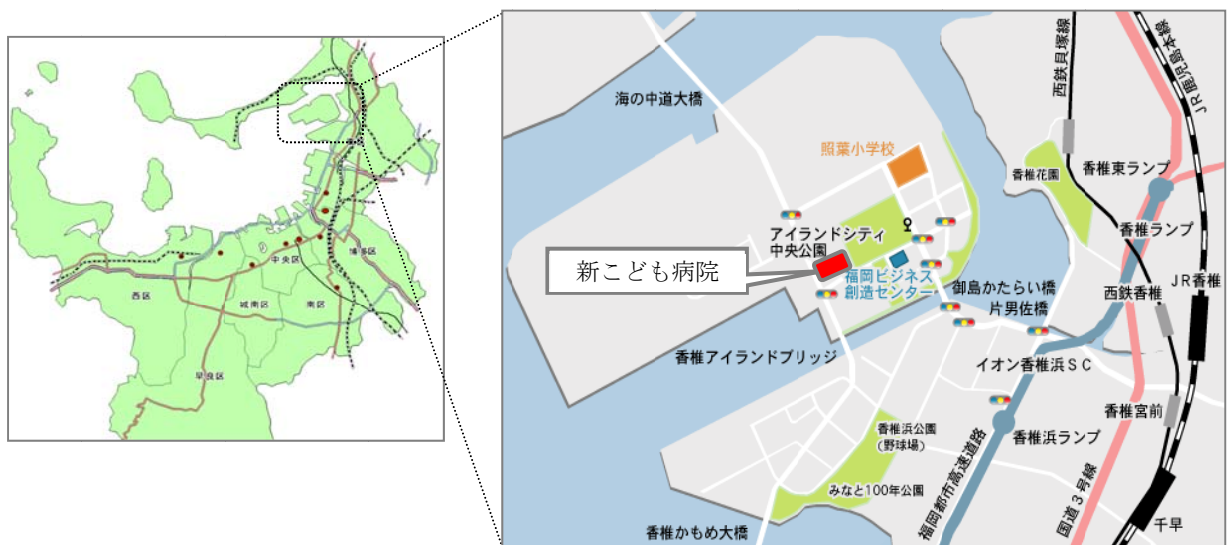 東区
博多区
中央区
西区
城南区
南区
早良区
海の中道大橋
西鉄貝塚線
JR鹿児島本線
照葉小学校
香椎花園
香椎東ランプ
アイランドシティ
中央公園
香椎ランプ
新こども病院
福岡ビジネス
創造センター
御島かたらい橋
片男佐橋
西鉄香椎
JR香椎
香椎アイランドブリッジ
イオン香椎浜SC
香椎宮前
香椎浜公園
(野球場)
香椎浜ランプ
みなと100年公園
福岡都市高速道路
国道3号線
香椎かもめ大橋
千早